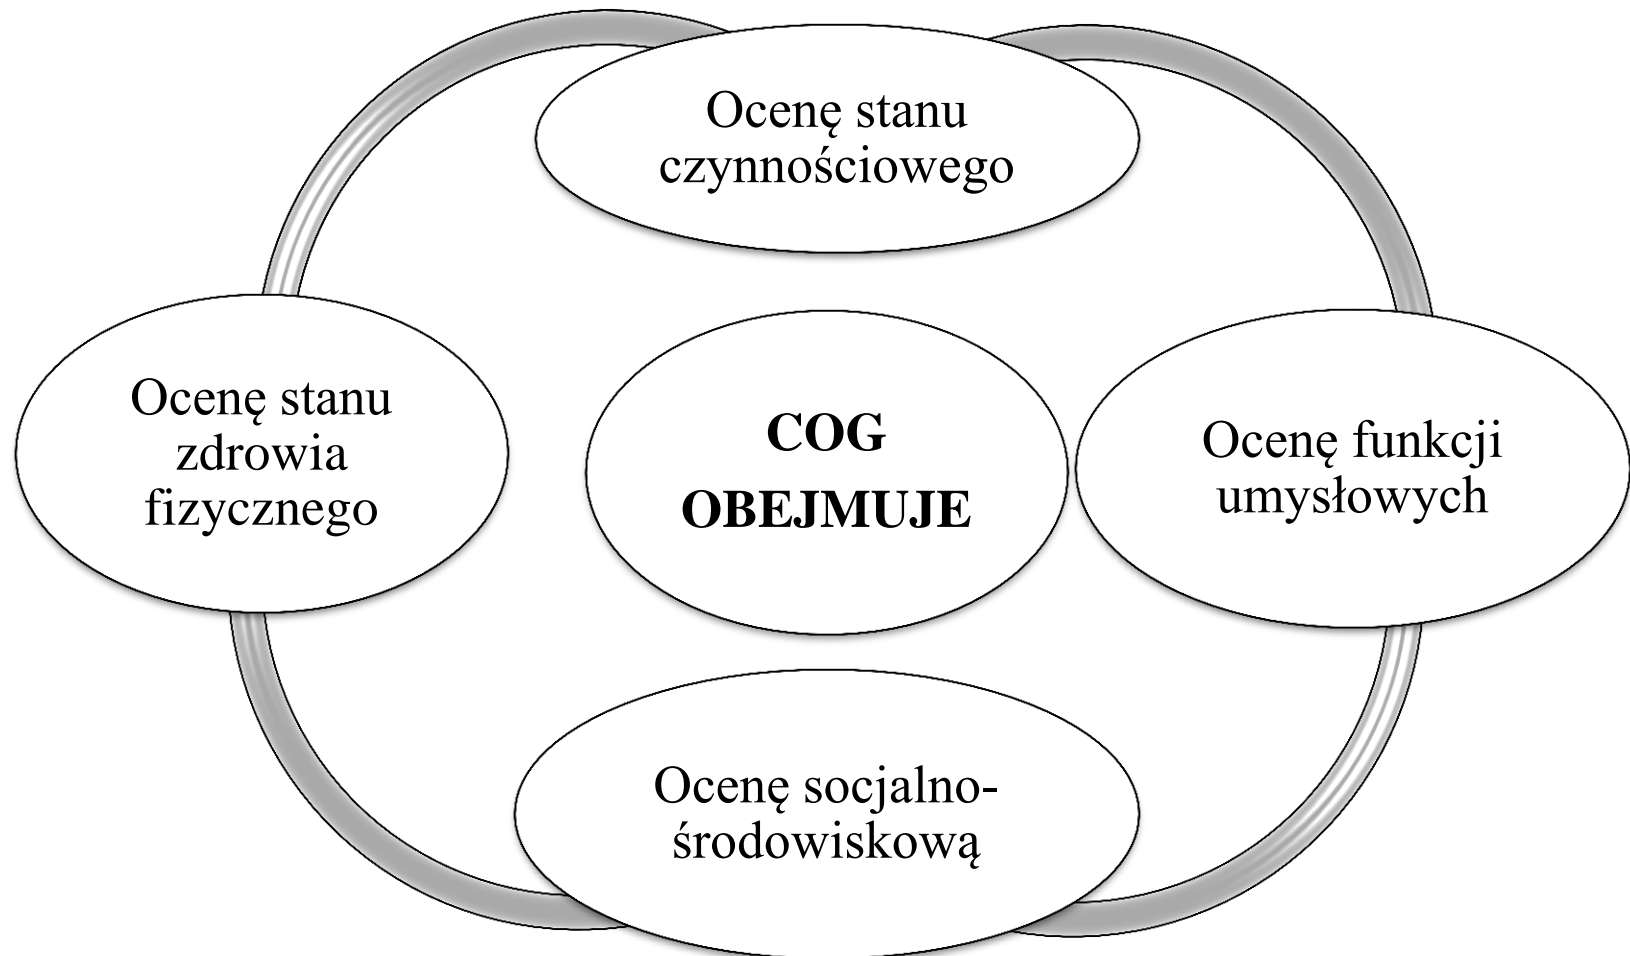 Ocenę stanu
czynnościowego
Ocenę stanu
zdrowia
fizycznego
COG
OBEJMUJE
Ocenę funkcji
umysłowych
Ocenę socjalno-
środowiskową